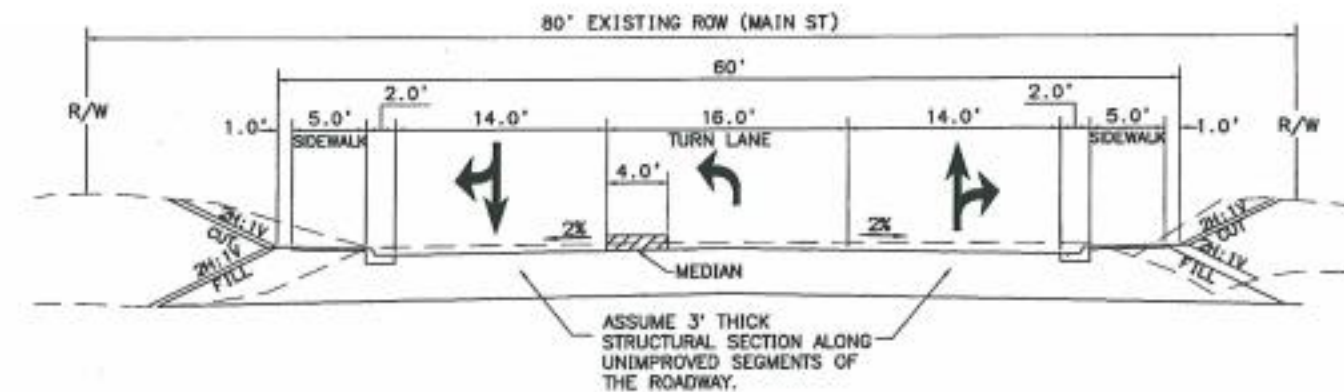 80' EXISTING ROW (MAIN ST)
60'
R/W
R/W
2.0'
2.0'
1.0'
5.0'
14.0'
16.0'
14.0'
5.0'
1.0'
SIDEWALK
TURN LANE
SIDEWALK
4.0'
2H:1V
CUT
2H:1V
FILL
2%
2%
2H:1V
CUT
2H:1V
FILL
MEDIAN
ASSUME 3' THICK
STRUCTURAL SECTION ALONG
UNIMPROVED SEGMENTS OF
THE ROADWAY.